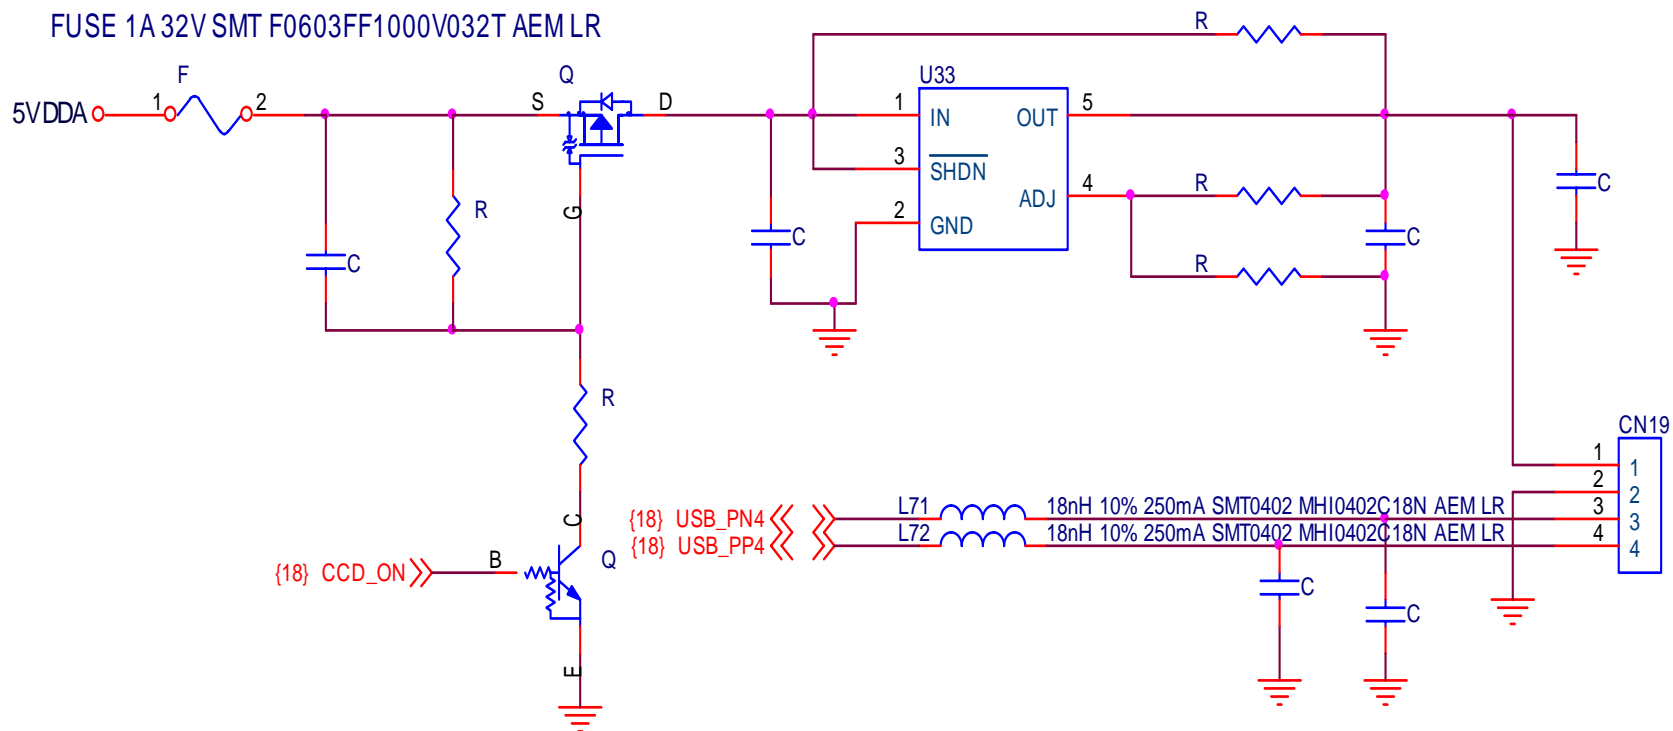 FUSE 1A 32V SMT F0603FF1000V032T AEM LR
R
F
Q
U33
5VDDA
1
2
S
D
1
IN
OUT
5
3
SHDN
R
4
C
R
G
2
ADJ
GND
C
C
C
R
R
CN19
1
1
2
2
L71
18nH 10% 250mA SMT0402 MHI0402C18N AEM LR
3
3
{18} USB_PN4
C
L72
18nH 10% 250mA SMT0402 MHI0402C18N AEM LR
4
4
{18} USB_PP4
B
Q
{18} CCD_ON
C
C
E